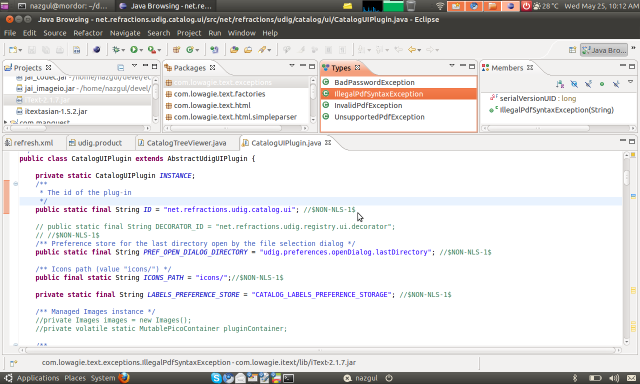 nazgul@mordor: ~/d...
Java Browsing - net.re...
28 °C
Wed May 25, 10:12 AM
Java Browsing - net.refractions.udig.catalog.ui/src/net/refractions/udig/catalog/ui/CatalogUIPlugin.java - Eclipse
File Edit Source Refactor Navigate Search Project Run Window Help
Java Brow...
Projects
jai_codec.jar - /home/nazgul/devel/ec
jai_imageio.jar - /home/nazgul/devel/
iText-2.1.7.jar
itextasian-1.5.2.jar
Packages
com.lowagie.text.exceptions
com.lowagie.text.factories
com.lowagie.text.html
com.lowagie.text.html.simpleparser
Types
BadPasswordException
IllegalPdfSyntaxException
InvalidPdfException
UnsupportedPdfException
Members
serialVersionUID : long
IllegalPdfSyntaxException(String)
refresh.xml
udig.product
CatalogTreeViewer.java
CatalogUIPlugin.java
public class CatalogUIPlugin extends AbstractUdigUIPlugin {
private static CatalogUIPlugin INSTANCE;
/**
* The id of the plug-in
*/
public static final String ID = "net.refractions.udig.catalog.ui"; //$NON-NLS-1$
// public static final String DECORATOR_ID = "net.refractions.udig.registry.ui.decorator";
// //$NON-NLS-1$
/** Preference store for the last directory open by the file selection dialog */
public static final String PREF_OPEN_DIALOG_DIRECTORY = "udig.preferences.openDialog.lastDirectory"; //$NON-NLS-1$
/** Icons path (value "icons/") */
public final static String ICONS_PATH = "icons/";//$NON-NLS-1$
private static final String LABELS_PREFERENCE_STORE = "CATALOG_LABELS_PREFERENCE_STORAGE"; //$NON-NLS-1$
/** Managed Images instance */
//private Images images = new Images();
//private volatile static MutablePicoContainer pluginContainer;
/**
com.lowagie.text.exceptions.IllegalPdfSyntaxException - com.lowagie.itext/lib/iText-2.1.7.jar
Applications Places System
nazgul